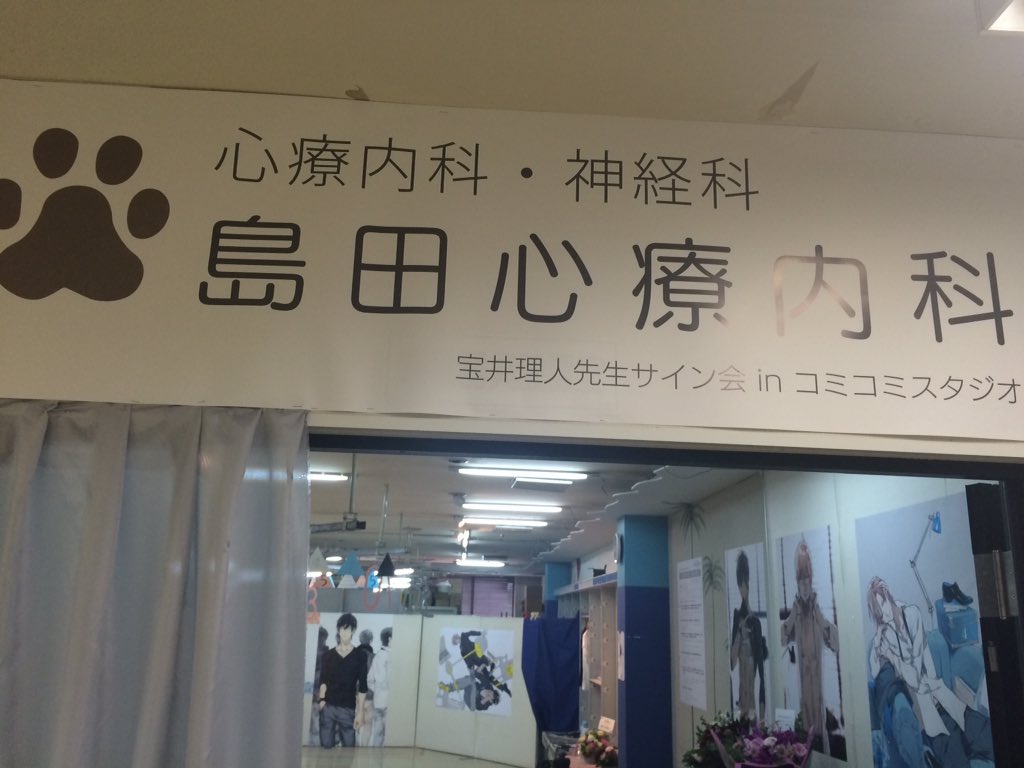 心療内科・神経科
島田心療内科
宝井理人先生サイン会 in コミコミスタジオ